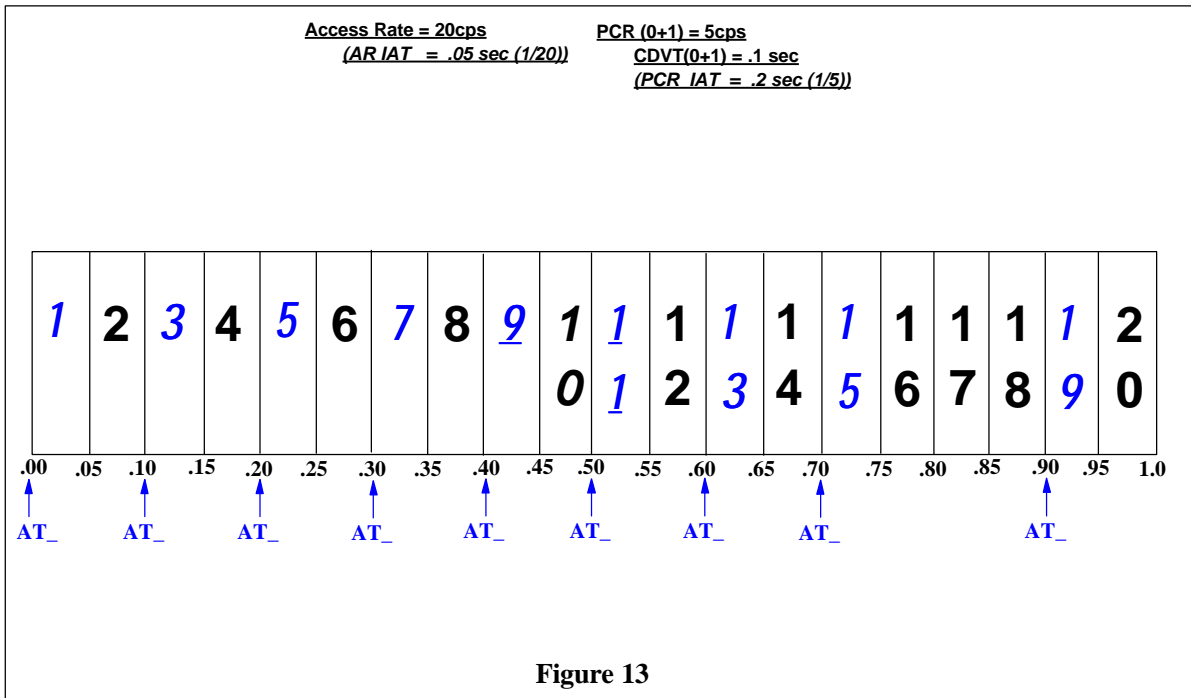 Access Rate = 20cps PCR (0+1) = 5cps
(AR IAT = .05 sec (1/20)) CDVT(0+1) = .1 sec
(PCR IAT = .2 sec (1/5))
1 2 3 4 5 6 7 8 9 1 1 1 1 1 1 1 1 1 1 2
0 1 2 3 4 5 6 7 8 9 0
.00 .05 .10 .15 .20 .25 .30 .35 .40 .45 .50 .55 .60 .65 .70 .75 .80 .85 .90 .95 1.0
AT_ AT_ AT_ AT_ AT_ AT_ AT_ AT_ AT_
Figure 13